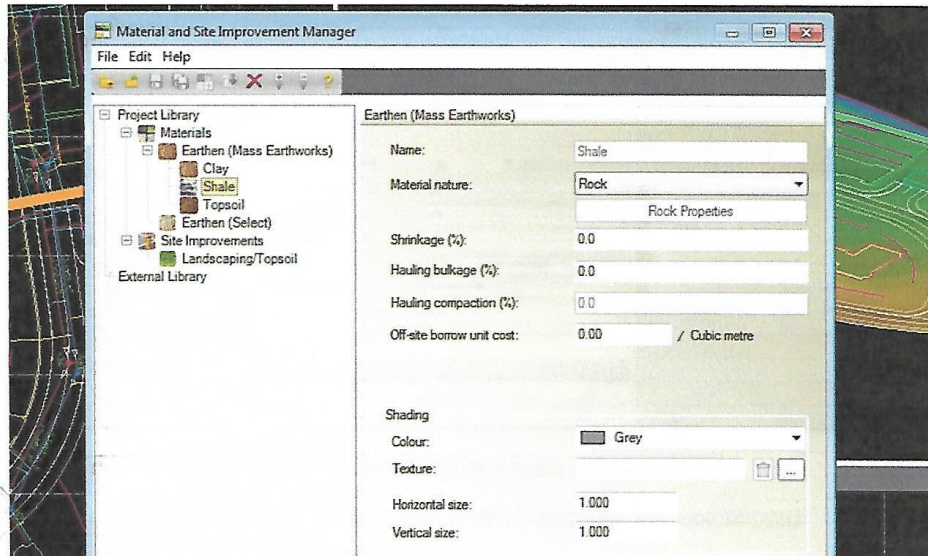 Material and Site Improvement Manager
File Edit Help
Project Library
Materials
Earthen (Mass Earthworks)
Clay
Shale
Topsoil
Earthen (Select)
Site Improvements
Landscaping/Topsoil
External Library
Earthen (Mass Earthworks)
Name: Shale
Material nature: Rock
Rock Properties
Shrinkage (%): 0.0
Hauling bulkage (%): 0.0
Hauling compaction (%): 0.0
Off-site borrow unit cost: 0.00 / Cubic metre
Shading
Colour: Grey
Texture: ...
Horizontal size: 1.000
Vertical size: 1.000